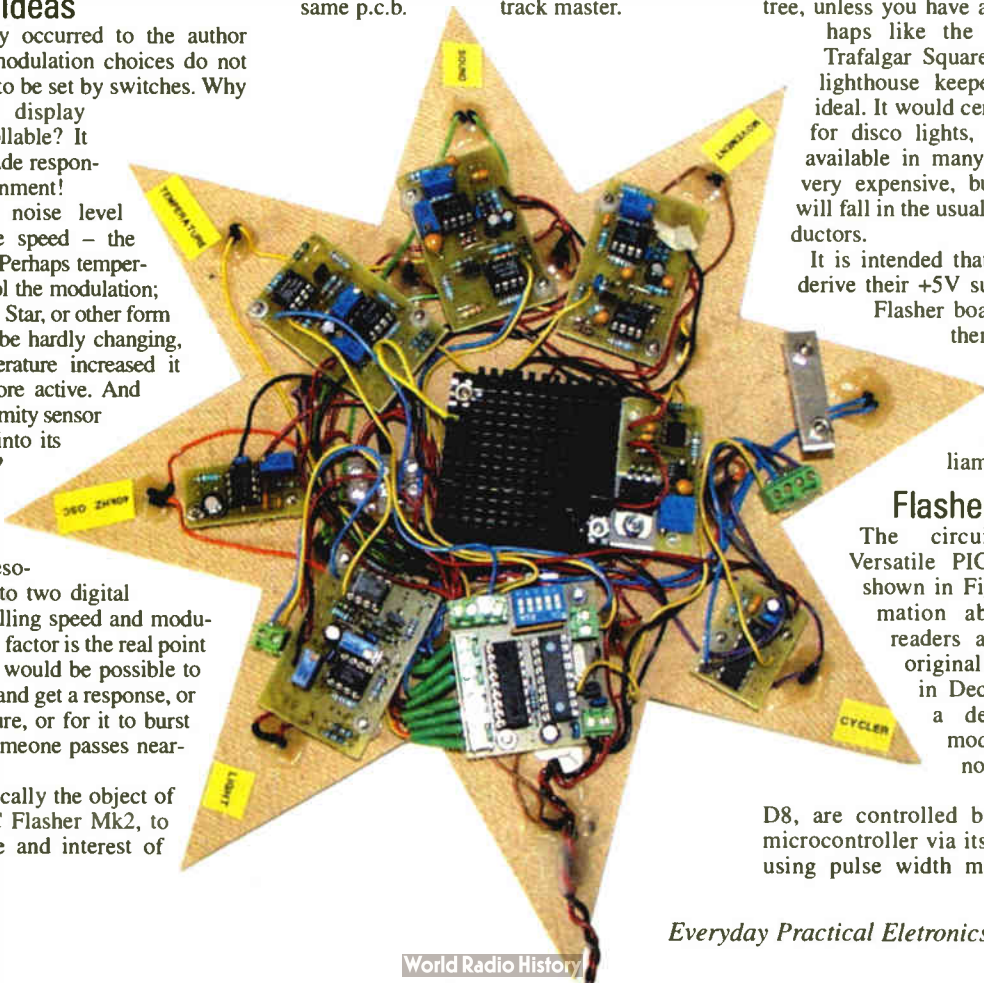 Ideas
y occurred to the author
nodulation choices do not
to be set by switches. Why
display
llable? It
de respon-
nment!
noise level
e speed – the
Perhaps temper-
ol the modulation;
Star, or other form
be hardly changing,
erature increased it
ore active. And
mity sensor
into its
?
eso-
to two digital
lling speed and modu-
factor is the real point
would be possible to
and get a response, or
ure, or for it to burst
meone passes near-
cally the object of
C Flasher Mk2, to
e and interest of
same p.c.b. track master.
SOUND
MOVEMENT
TEMPERATURE
40kHZ OSC
LIGHT
CYCLER
tree, unless you have a
haps like the
Trafalgar Square
lighthouse keepe
ideal. It would cer
for disco lights,
available in many
very expensive, bu
will fall in the usual
ductors.
It is intended that
derive their +5V su
Flasher boa
ther
liam
Flashe
The circui
Versatile PIC
shown in Fi
mation ab
readers a
original
in Dec
a de
moc
no
D8, are controlled b
microcontroller via its
using pulse width m
Everyday Practical Eletronics
World Radio History